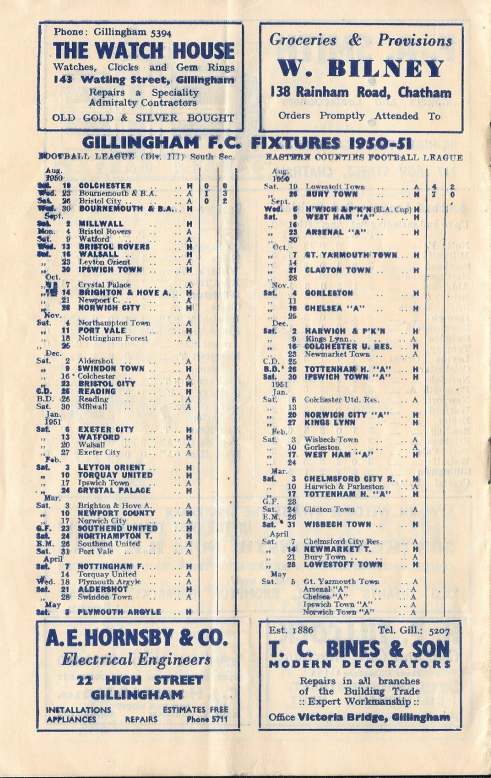 Phone: Gillingham 5394
THE WATCH HOUSE
Watches, Clocks and Gem Rings
143 Watling Street, Gillingham
Repairs a Speciality
Admiralty Contractors
OLD GOLD & SILVER BOUGHT
Groceries & Provisions
W. BILNEY
138 Rainham Road, Chatham
Orders Promptly Attended To
GILLINGHAM F.C. FIXTURES 1950-51
FOOTBALL LEAGUE (Div. III) South Sec.
Aug.
1950
Sat. 19 COLCHESTER .. H 0 0
Wed. 23 Bournemouth & B.A. .. A 1 3
Sat. 26 Bristol City .. A 0 2
Wed. 30 BOURNEMOUTH & B.A. .. H
Sept.
Sat. 2 MILLWALL .. H
Mon. 4 Bristol Rovers .. A
Sat. 9 Watford .. A
Wed. 13 BRISTOL ROVERS .. H
Sat. 16 WALSALL .. H
„ 23 Leyton Orient .. A
„ 30 IPSWICH TOWN .. H
Oct.
7 Crystal Palace .. A
14 BRIGHTON & HOVE A. .. H
„ 21 Newport C. .. A
„ 28 NORWICH CITY .. H
Nov.
Sat. 4 Northampton Town .. A
„ 11 PORT VALE .. H
„ 18 Nottingham Forest .. A
„ 25
Dec.
Sat. 2 Aldershot .. A
„ 9 SWINDON TOWN .. H
„ 16 Colchester .. A
„ 23 BRISTOL CITY .. H
C.D. 25 READING .. H
B.D. 26 Reading .. A
Sat. 30 Millwall .. A
Jan.
1951
Sat. 6 EXETER CITY .. H
„ 13 WATFORD .. H
„ 20 Walsall .. A
„ 27 Exeter City .. A
Feb.
Sat. 3 LEYTON ORIENT .. H
„ 10 TORQUAY UNITED .. H
„ 17 Ipswich Town .. A
„ 24 CRYSTAL PALACE .. H
Mar.
Sat. 3 Brighton & Hove A. .. A
„ 10 NEWPORT COUNTY .. H
„ 17 Norwich City .. A
G.F. 23 SOUTHEND UNITED .. H
Sat. 24 NORTHAMPTON T. .. H
E.M. 26 Southend United .. A
Sat. 31 Port Vale .. A
April
Sat. 7 NOTTINGHAM F. .. H
„ 14 Torquay United .. A
Wed. 18 Plymouth Argyle .. A
Sat. 21 ALDERSHOT .. H
„ 28 Swindon Town .. A
May
Sat. 5 PLYMOUTH ARGYLE .. H
EASTERN COUNTIES FOOTBALL LEAGUE
Aug.
1950
Sat. 19 Lowestoft Town .. A 4 2
„ 26 BURY TOWN .. H 7 0
Sept.
Wed. 6 H'WICH & P'K'N (E.A. Cup) H
Sat. 9 WEST HAM "A" .. H
„ 16
„ 23 ARSENAL "A" .. H
„ 30
Oct.
„ 7 GT. YARMOUTH TOWN .. H
„ 14
„ 21 CLACTON TOWN .. H
„ 28
Nov.
Sat. 4 GORLESTON .. H
„ 11
„ 18 CHELSEA "A" .. H
„ 25
Dec.
Sat. 2 HARWICH & P'K'N .. H
„ 9 Kings Lynn .. A
„ 16 COLCHESTER U. RES. .. H
„ 23 Newmarket Town .. A
C.D. 25
B.D. 26 TOTTENHAM H. "A" .. H
Sat. 30 IPSWICH TOWN "A" .. H
1951
Jan.
Sat. 6 Colchester Utd. Res. .. A
„ 13
„ 20 NORWICH CITY "A" .. H
„ 27 KINGS LYNN .. H
Feb.
Sat. 3 Wisbech Town .. A
„ 10 Gorleston .. A
„ 17 WEST HAM "A" .. H
„ 24
Mar.
Sat. 3 CHELMSFORD CITY R. .. H
„ 10 Harwich & Parkeston .. A
„ 17 TOTTENHAM H. "A" .. H
G.F. 23
Sat. 24 Clacton Town .. A
E.M. 26
Sat. 31 WISBECH TOWN .. H
April
Sat. 7 Chelmsford City Res. .. A
„ 14 NEWMARKET T. .. H
„ 21 Bury Town .. A
„ 28 LOWESTOFT TOWN .. H
May
Sat. 5 Gt. Yarmouth Town .. A
Arsenal "A" .. A
Chelsea "A" .. A
Ipswich Town "A" .. A
Norwich Town "A" .. A
A.E. HORNSBY & CO.
Electrical Engineers
22 HIGH STREET
GILLINGHAM
INSTALLATIONS ESTIMATES FREE
APPLIANCES REPAIRS Phone 5711
Est. 1886 Tel. Gill.: 5207
T. C. BINES & SON
MODERN DECORATORS
Repairs in all branches
of the Building Trade
:: Expert Workmanship ::
Office Victoria Bridge, Gillingham